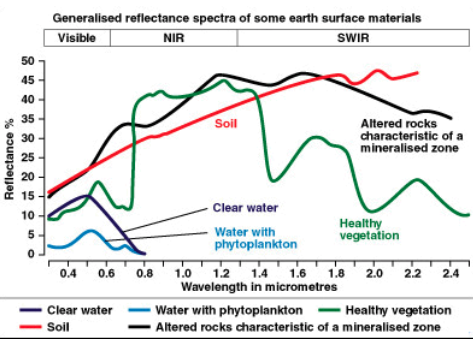 Generalised reflectance spectra of some earth surface materials
Visible NIR SWIR
50
45
40
35
30
25
20
15
10
5
0
Reflectance %
Soil
Altered rocks
characteristic of a
mineralised zone
Clear water
Water with
phytoplankton
Healthy
vegetation
0.4 0.6 0.8 1.0 1.2 1.4 1.6 1.8 2.0 2.2 2.4
Wavelength in micrometres
Clear water Water with phytoplankton Healthy vegetation
Soil Altered rocks characteristic of a mineralised zone